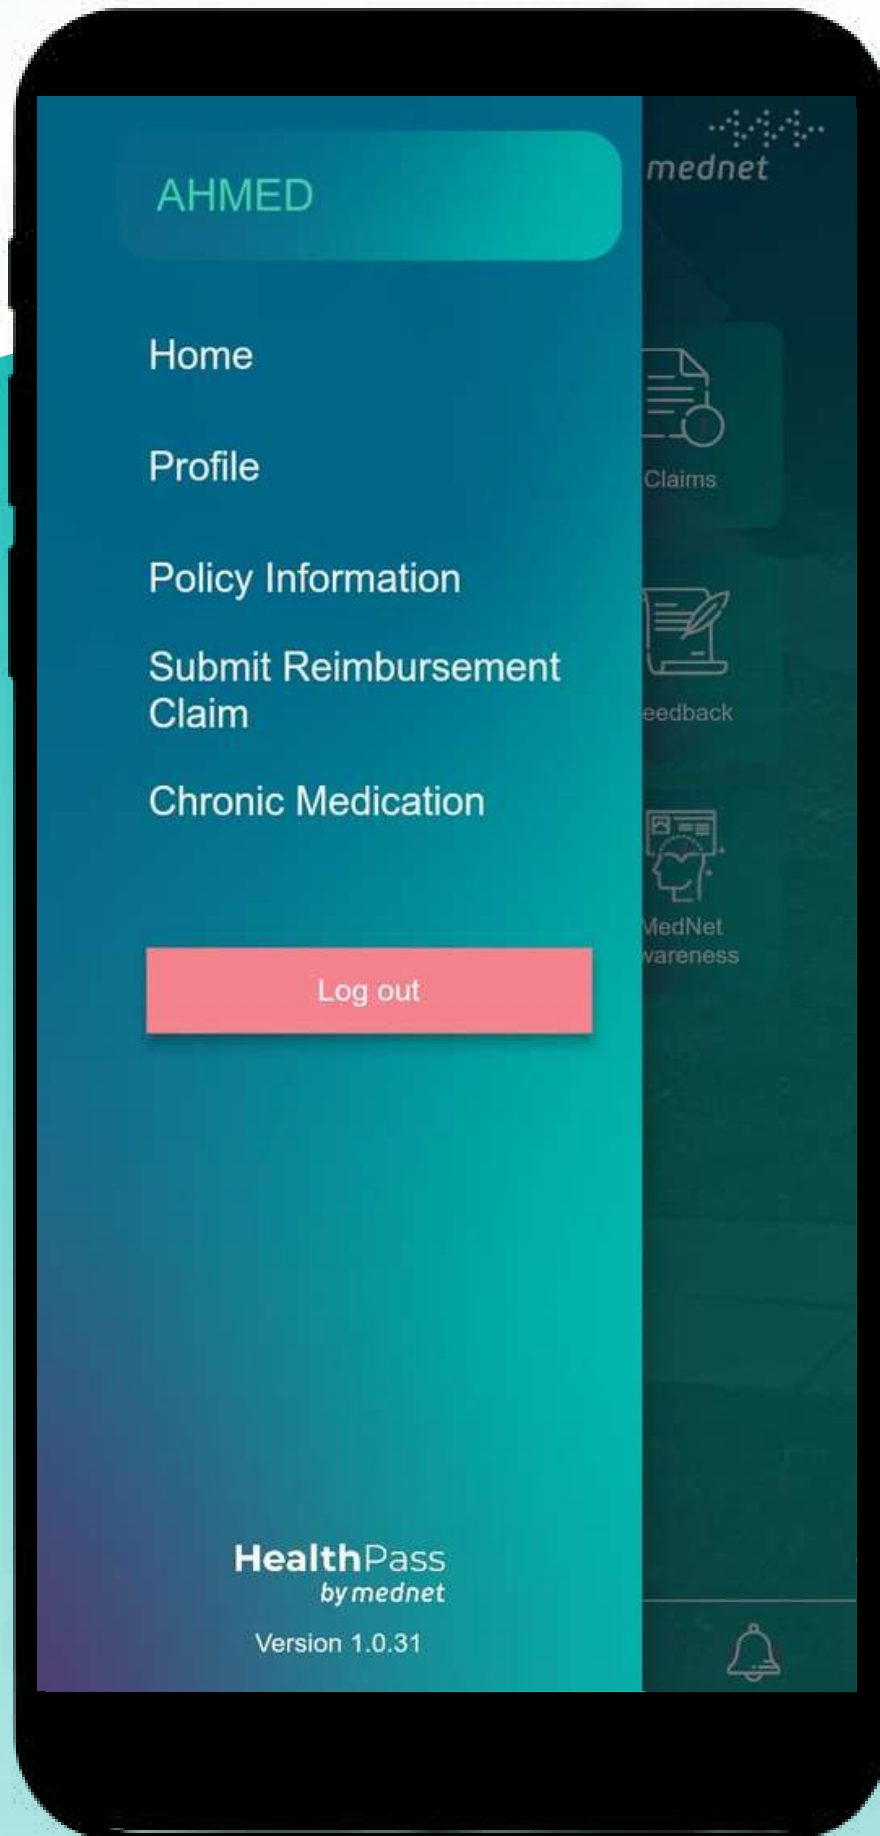 AHMED
Home
Profile
Policy Information
Submit Reimbursement
Claim
Chronic Medication
Log out
HealthPass
by mednet
Version 1.0.31
mednet
Claims
eedback
MedNet
wareness